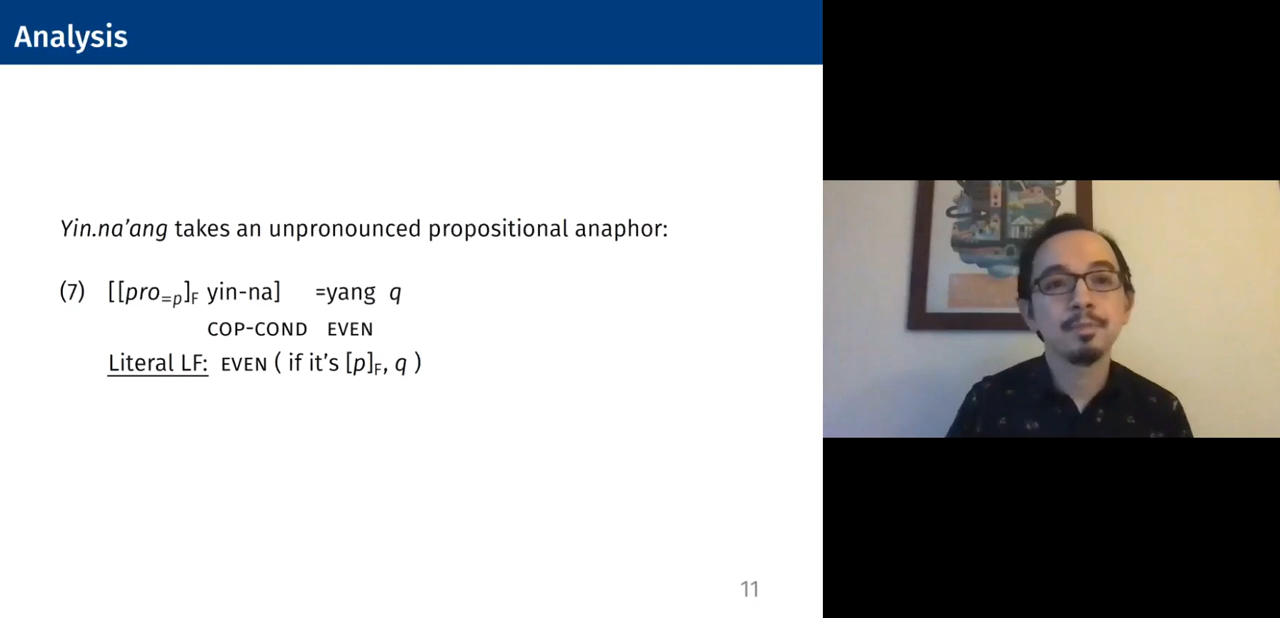 Analysis
Yin.na’ang takes an unpronounced propositional anaphor:
(7) [[pro=p]F yin-na] =yang q
COP-COND EVEN
Literal LF: EVEN ( if it’s [p]F, q )
11